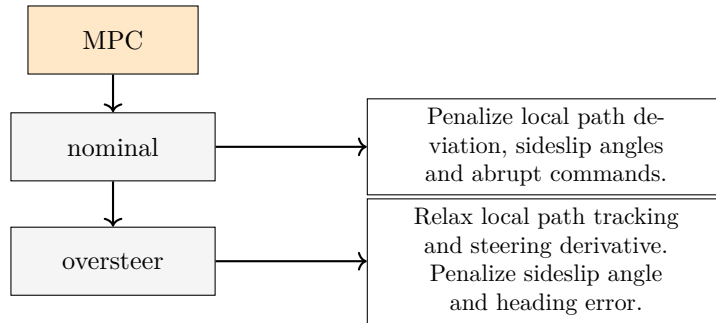 MPC
nominal
Penalize local path de-
viation, sideslip angles
and abrupt commands.
oversteer
Relax local path tracking
and steering derivative.
Penalize sideslip angle
and heading error.